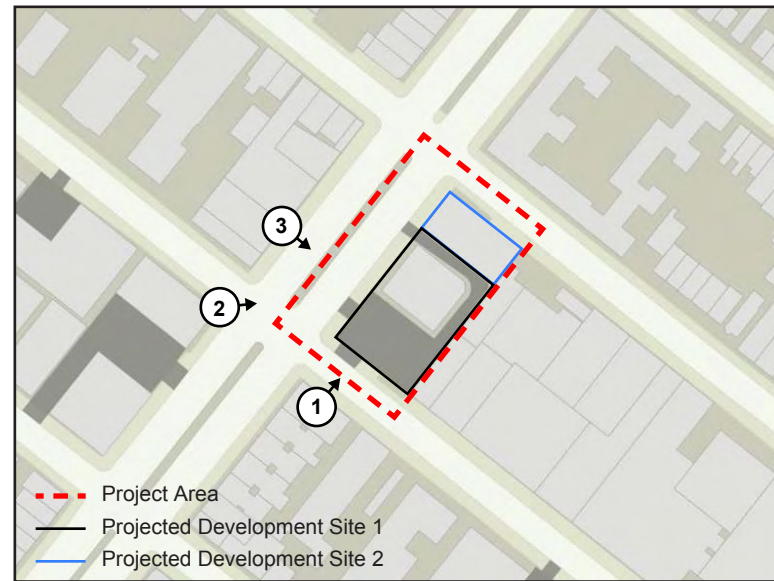 3
2
1
Project Area
Projected Development Site 1
Projected Development Site 2